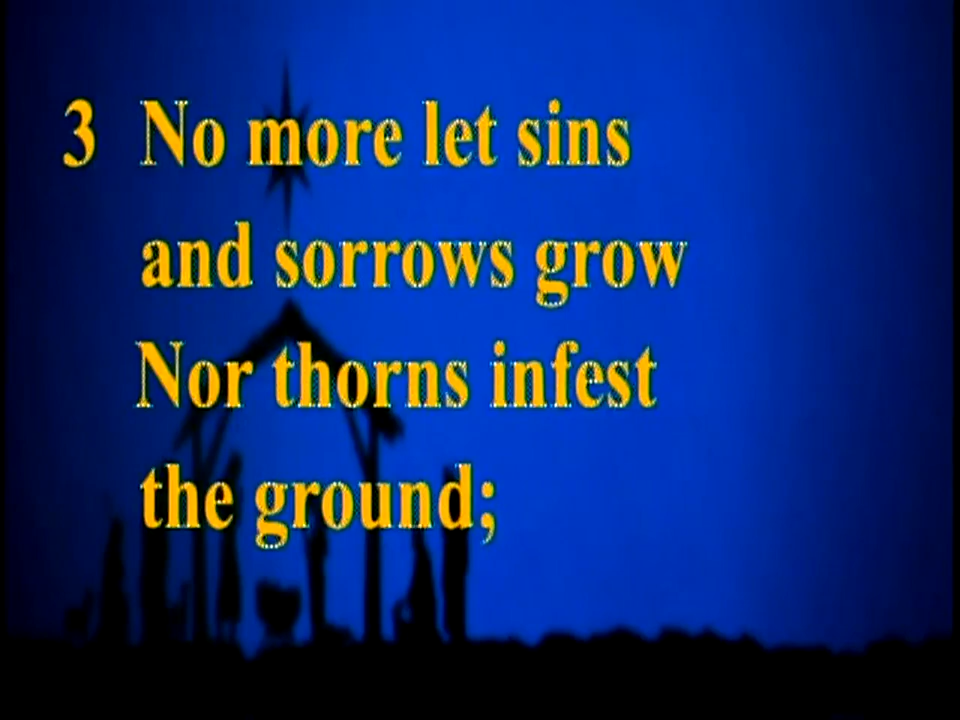 3 No more let sins
and sorrows grow
Nor thorns infest
the ground;